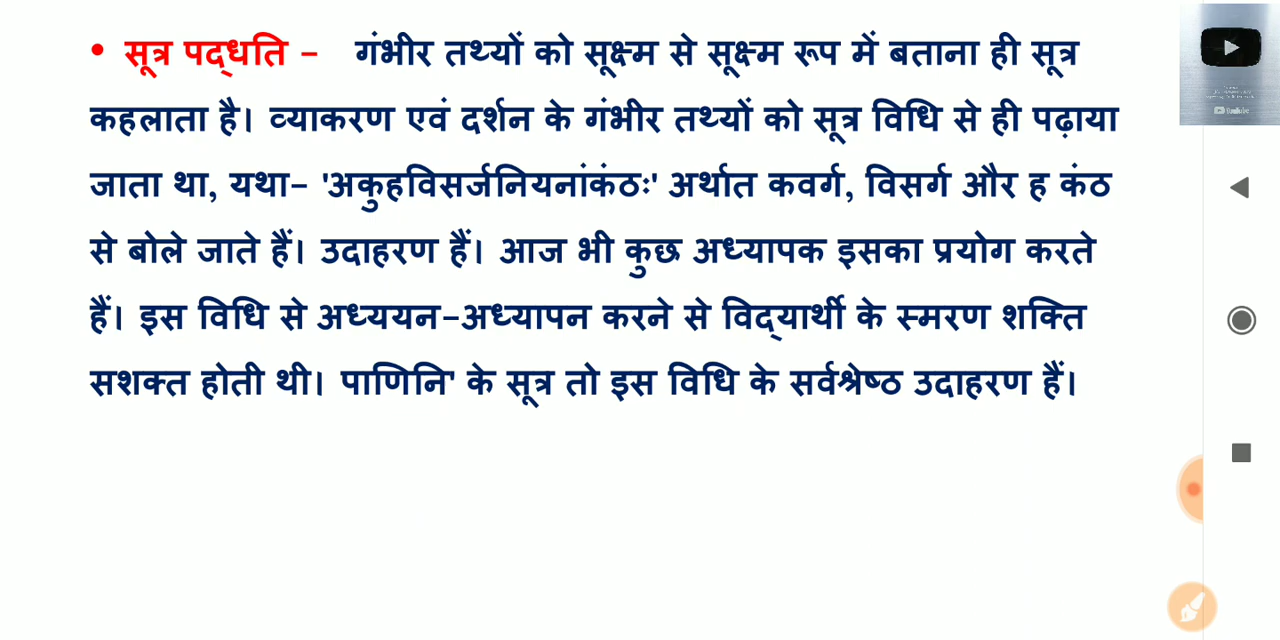 • सूत्र पद्धति – गंभीर तथ्यों को सूक्ष्म से सूक्ष्म रूप में बताना ही सूत्र
कहलाता है। व्याकरण एवं दर्शन के गंभीर तथ्यों को सूत्र विधि से ही पढ़ाया
जाता था, यथा– 'अकुहविसर्जनियनांकंठः' अर्थात कवर्ग, विसर्ग और ह कंठ
से बोले जाते हैं। उदाहरण हैं। आज भी कुछ अध्यापक इसका प्रयोग करते
हैं। इस विधि से अध्ययन–अध्यापन करने से विद्यार्थी के स्मरण शक्ति
सशक्त होती थी। पाणिनि' के सूत्र तो इस विधि के सर्वश्रेष्ठ उदाहरण हैं।
YouTube